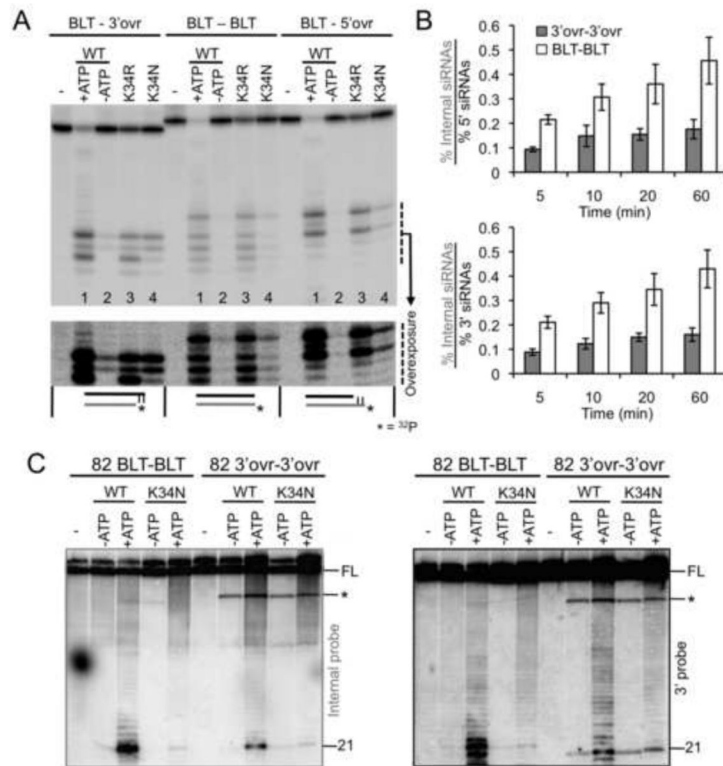 A
BLT - 3'ovr BLT – BLT BLT - 5'ovr
WT WT WT
- +ATP -ATP K34R K34N - +ATP -ATP K34R K34N - +ATP -ATP K34R K34N
1 2 3 4 1 2 3 4 1 2 3 4
Overexposure
* * *
* = ³²P
B
3'ovr-3'ovr
BLT-BLT
% Internal siRNAs
% 5' siRNAs
0.6
0.5
0.4
0.3
0.2
0.1
0
5 10 20 60
Time (min)
% Internal siRNAs
% 3' siRNAs
0.6
0.5
0.4
0.3
0.2
0.1
0
5 10 20 60
Time (min)
C
82 BLT-BLT 82 3'ovr-3'ovr
WT K34N WT K34N
- -ATP +ATP -ATP +ATP - -ATP +ATP -ATP +ATP
FL
*
Internal probe
21
82 BLT-BLT 82 3'ovr-3'ovr
WT K34N WT K34N
- -ATP +ATP -ATP +ATP - -ATP +ATP -ATP +ATP
FL
*
3' probe
21